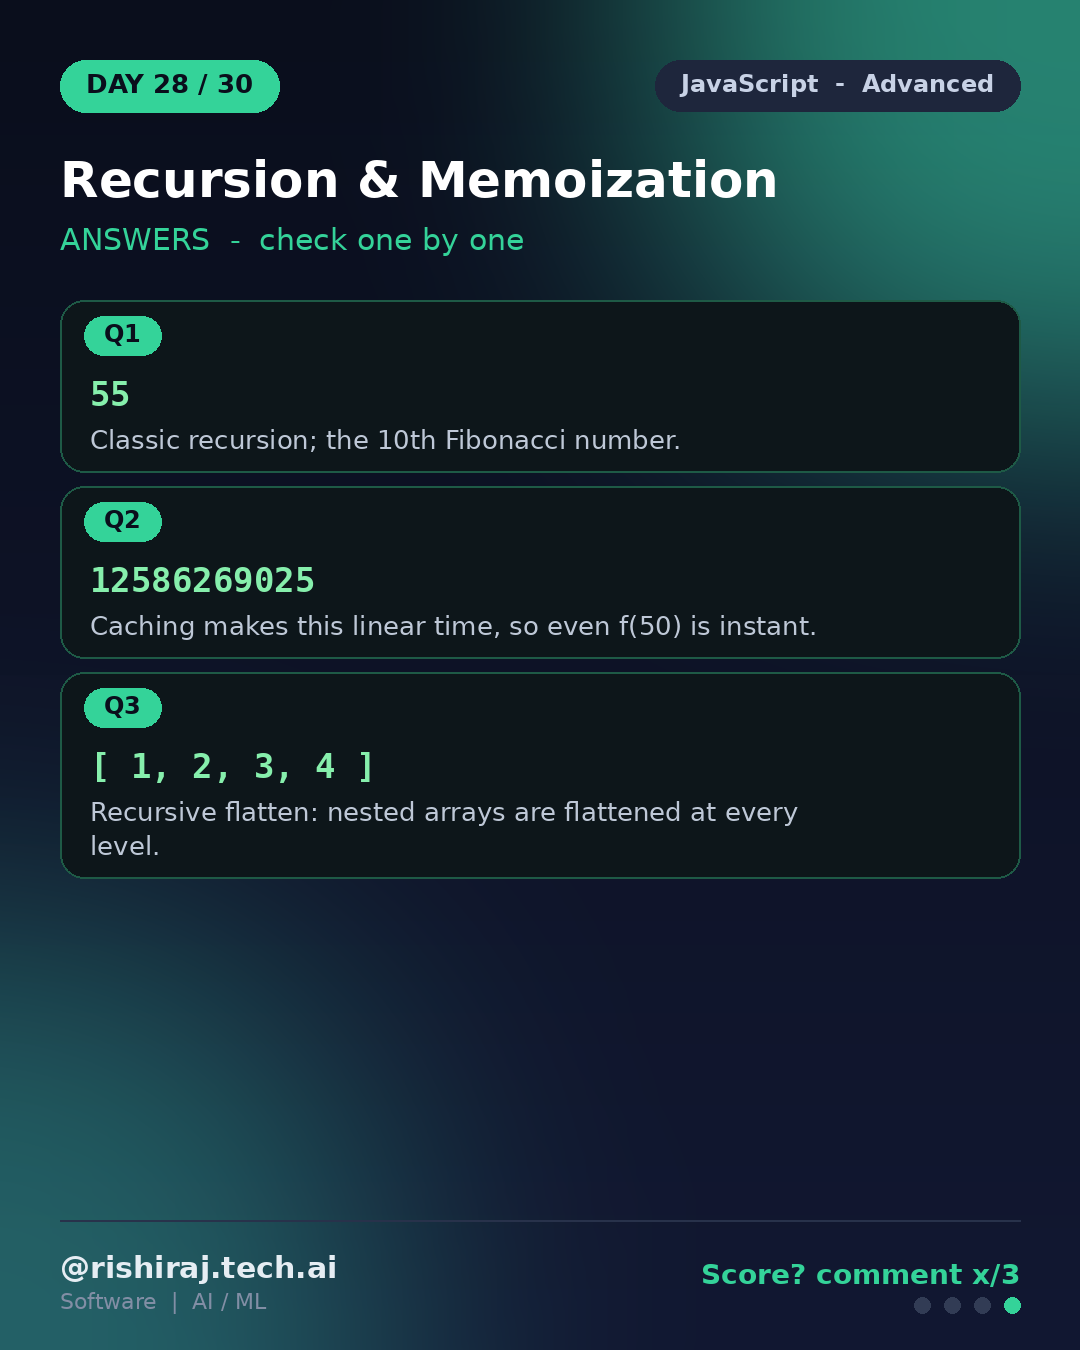 DAY 28 / 30
JavaScript - Advanced
Recursion & Memoization
ANSWERS - check one by one
Q1
55
Classic recursion; the 10th Fibonacci number.
Q2
12586269025
Caching makes this linear time, so even f(50) is instant.
Q3
[ 1, 2, 3, 4 ]
Recursive flatten: nested arrays are flattened at every
level.
@rishiraj.tech.ai
Score? comment x/3
Software | AI / ML